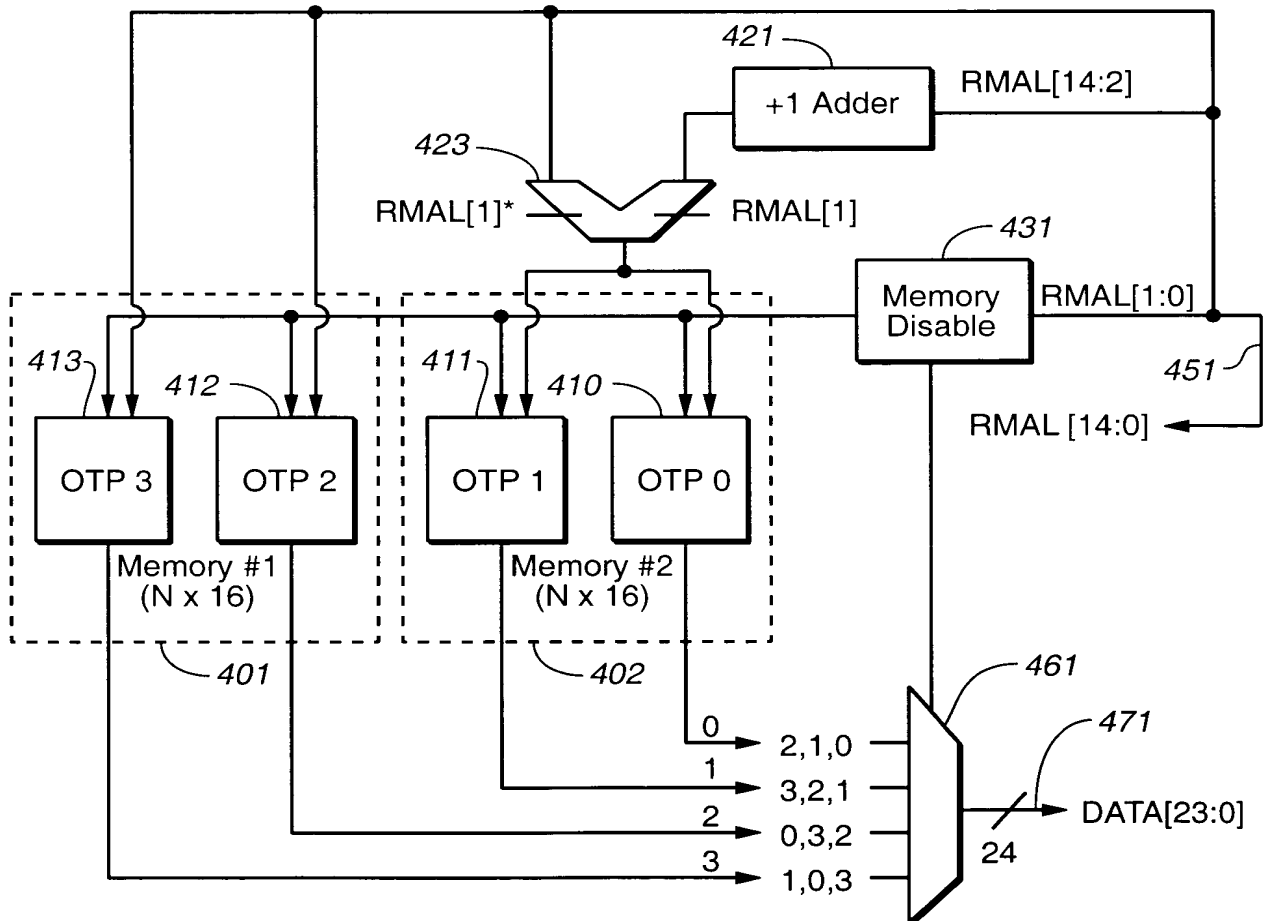 421
RMAL[14:2]
+1 Adder
423
RMAL[1]*
RMAL[1]
431
Memory
Disable
RMAL[1:0]
451
RMAL [14:0]
413
412
411
410
OTP 3
OTP 2
OTP 1
OTP 0
Memory #1
(N x 16)
Memory #2
(N x 16)
401
402
461
471
0
2,1,0
1
3,2,1
2
0,3,2
3
1,0,3
24
DATA[23:0]